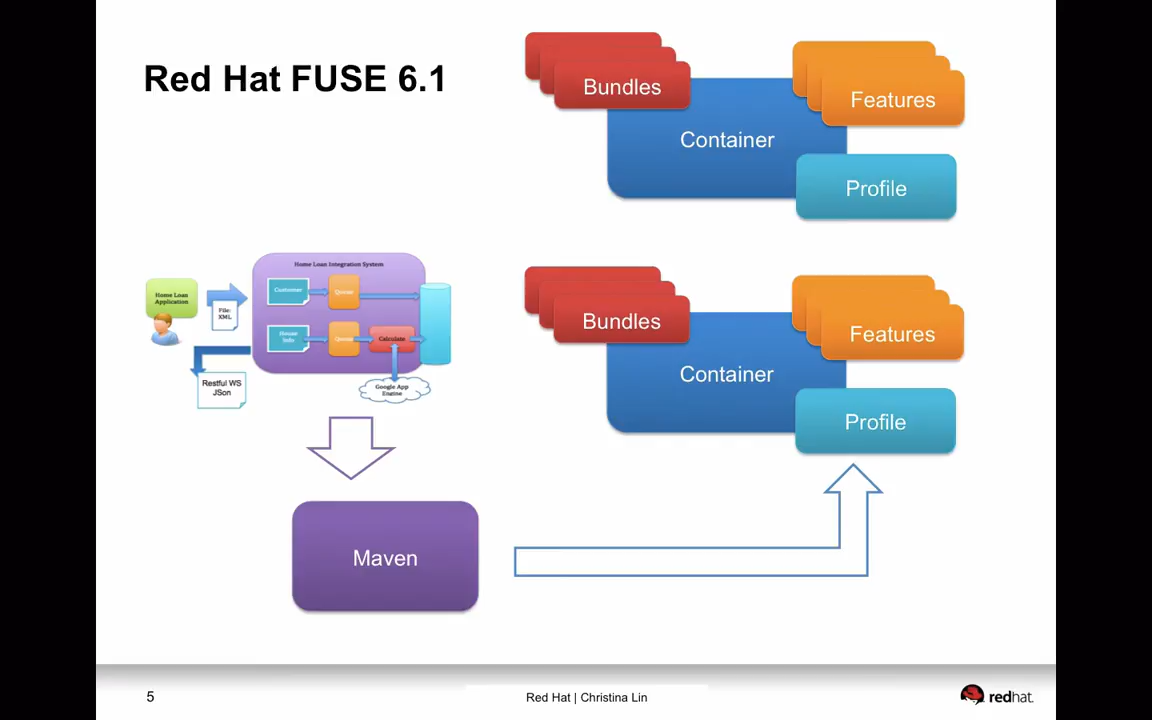 Red Hat FUSE 6.1
Bundles
Features
Container
Profile
Home Loan Integration System
Home Loan
Application
File:
XML
Customer
Queue
House
Info
Queue
Calculate
Restful WS
JSon
Google App
Engine
Bundles
Features
Container
Profile
Maven
5
Red Hat | Christina Lin
redhat.